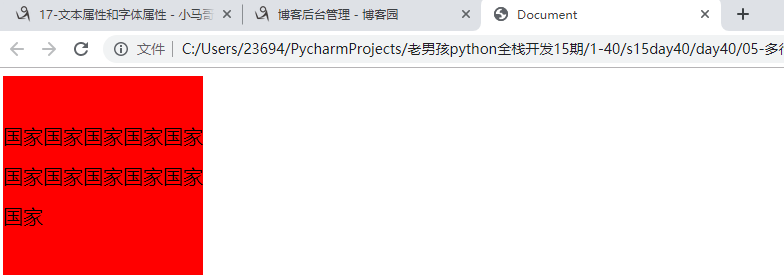 17-文本属性和字体属性 - 小马哥
博客后台管理 - 博客园
Document
文件 C:/Users/23694/PycharmProjects/老男孩python全栈开发15期/1-40/s15day40/day40/05-多
国家国家国家国家国家
国家国家国家国家国家
国家